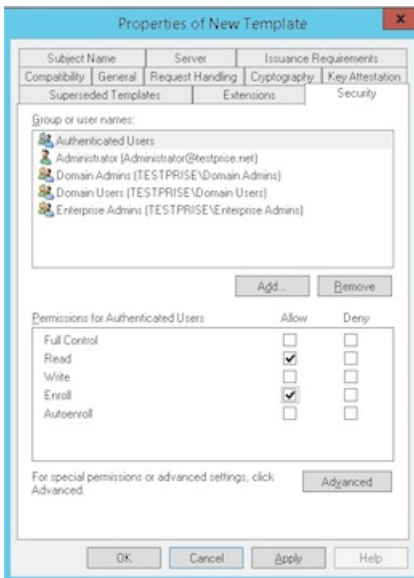 Properties of New Template
x
Subject Name Server Issuance Requirements
Compatibility General Request Handling Cryptography Key Attestation
Superseded Templates Extensions Security
Group or user names:
Authenticated Users
Administrator (Administrator@testprise.net)
Domain Admins (TESTPRISE\Domain Admins)
Domain Users (TESTPRISE\Domain Users)
Enterprise Admins (TESTPRISE\Enterprise Admins)
Add... Remove
Permissions for Authenticated Users Allow Deny
Full Control
Read
Write
Enroll
Autoenroll
For special permissions or advanced settings, click
Advanced.
Advanced
OK Cancel Apply Help